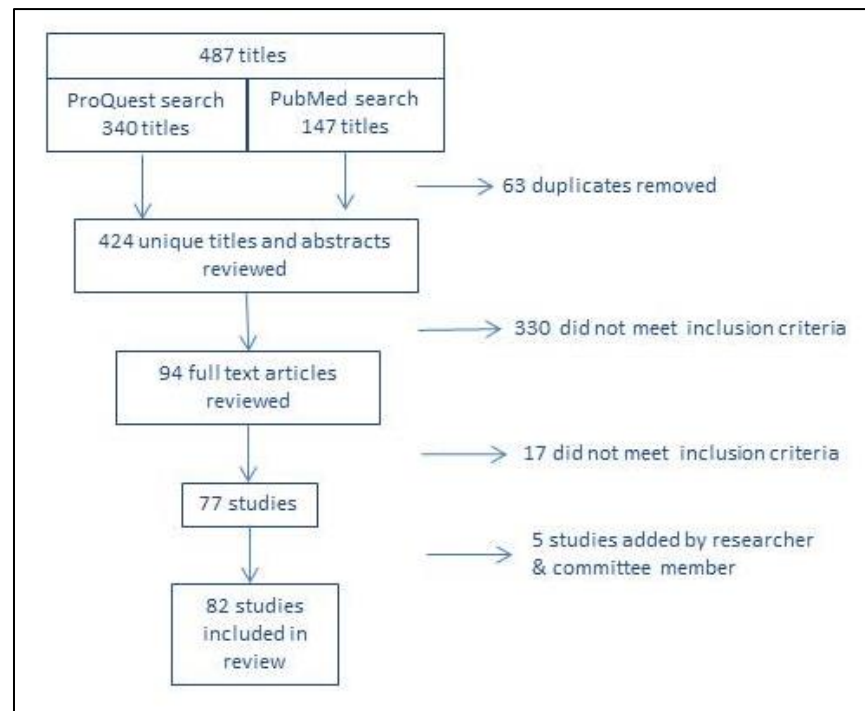 487 titles
ProQuest search
340 titles
PubMed search
147 titles
63 duplicates removed
424 unique titles and abstracts
reviewed
330 did not meet inclusion criteria
94 full text articles
reviewed
17 did not meet inclusion criteria
77 studies
5 studies added by researcher
& committee member
82 studies
included in
review